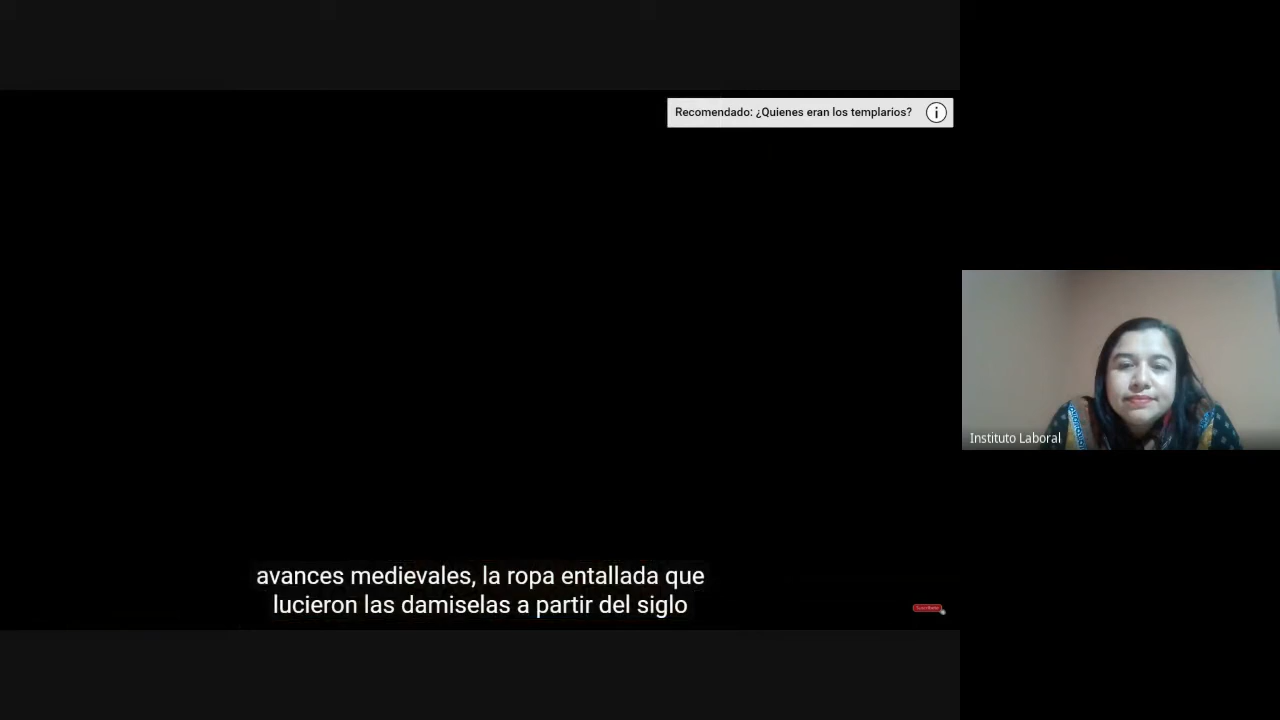 Recomendado: ¿Quienes eran los templarios?
Instituto Laboral
avances medievales, la ropa entallada que
lucieron las damiselas a partir del siglo